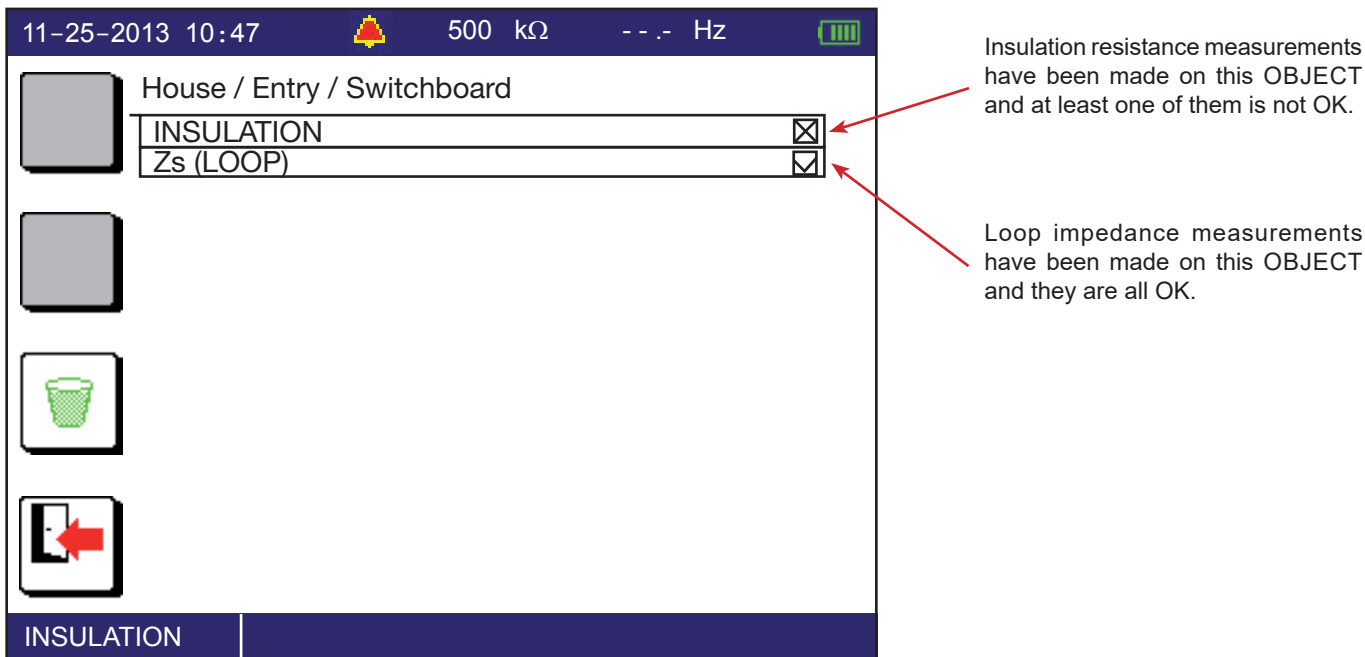 11-25-2013 10:47 500 kΩ - - .- Hz
House / Entry / Switchboard
INSULATION
Zs (LOOP)
INSULATION
Insulation resistance measurements
have been made on this OBJECT
and at least one of them is not OK.
Loop impedance measurements
have been made on this OBJECT
and they are all OK.